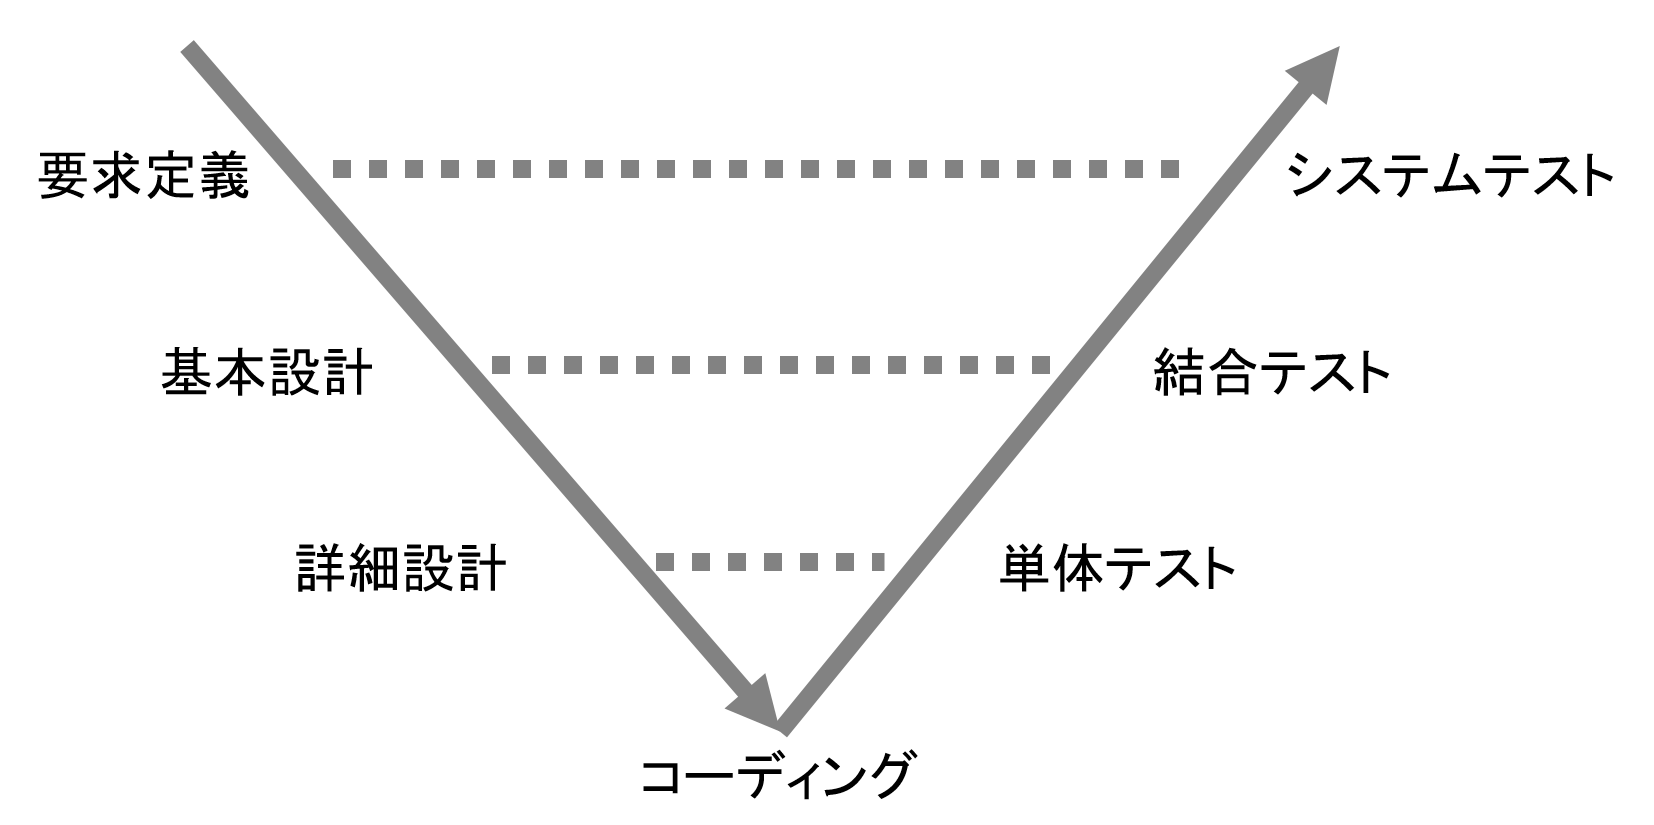 要求定義
システムテスト
基本設計
結合テスト
詳細設計
単体テスト
コーディング